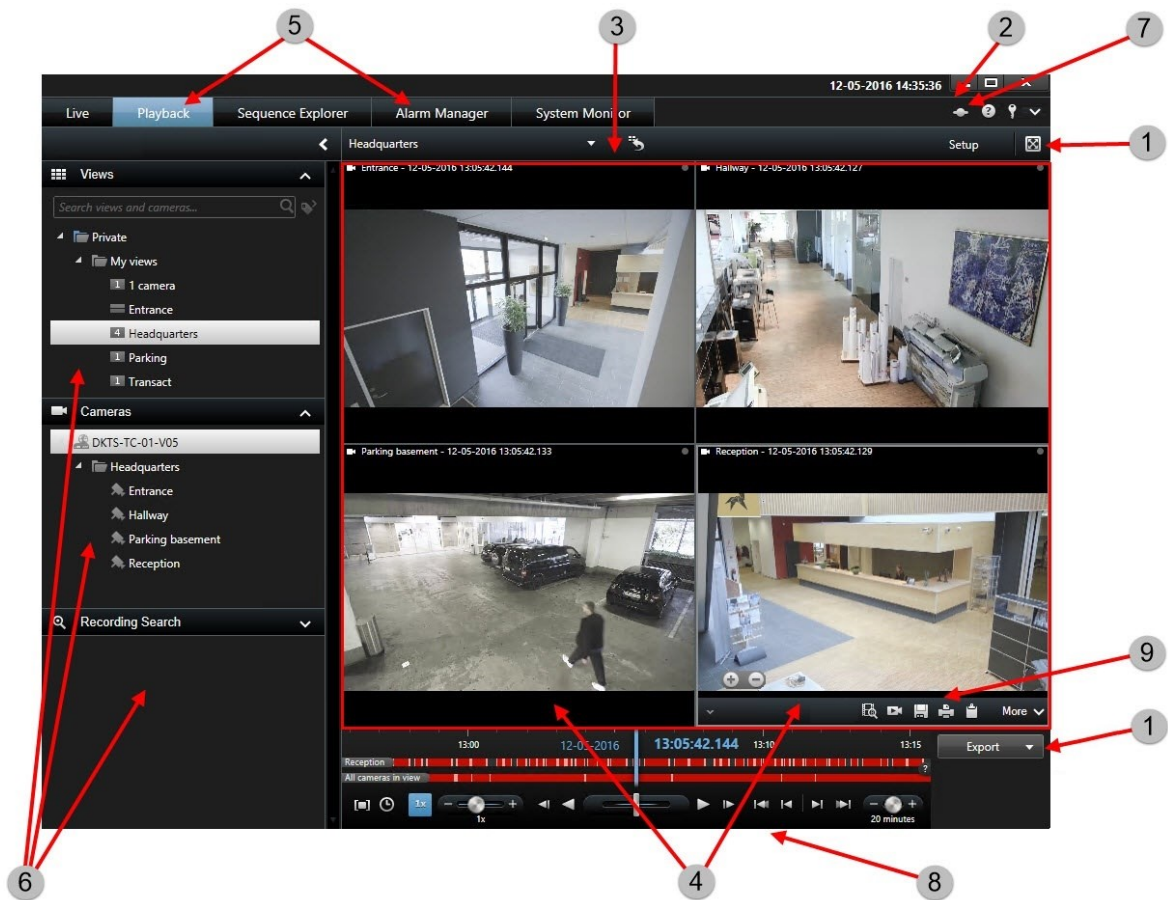 5
3
2
7
12-05-2016 14:35:36
Live
Playback
Sequence Explorer
Alarm Manager
System Monitor
Headquarters
Setup
1
Views
Search views and cameras...
Private
My views
1 1 camera
Entrance
4 Headquarters
1 Parking
1 Transact
Cameras
DKTS-TC-01-V05
Headquarters
Entrance
Hallway
Parking basement
Reception
Recording Search
Entrance - 12-05-2016 13:05:42.144
Hallway - 12-05-2016 13:05:42.127
Parking basement - 12-05-2016 13:05:42.133
Reception - 12-05-2016 13:05:42.129
9
More
1
Export
13:00
12-05-2016
13:05:42.144
13:10
13:15
Reception
?
All cameras in view
1x
1x
20 minutes
6
4
8